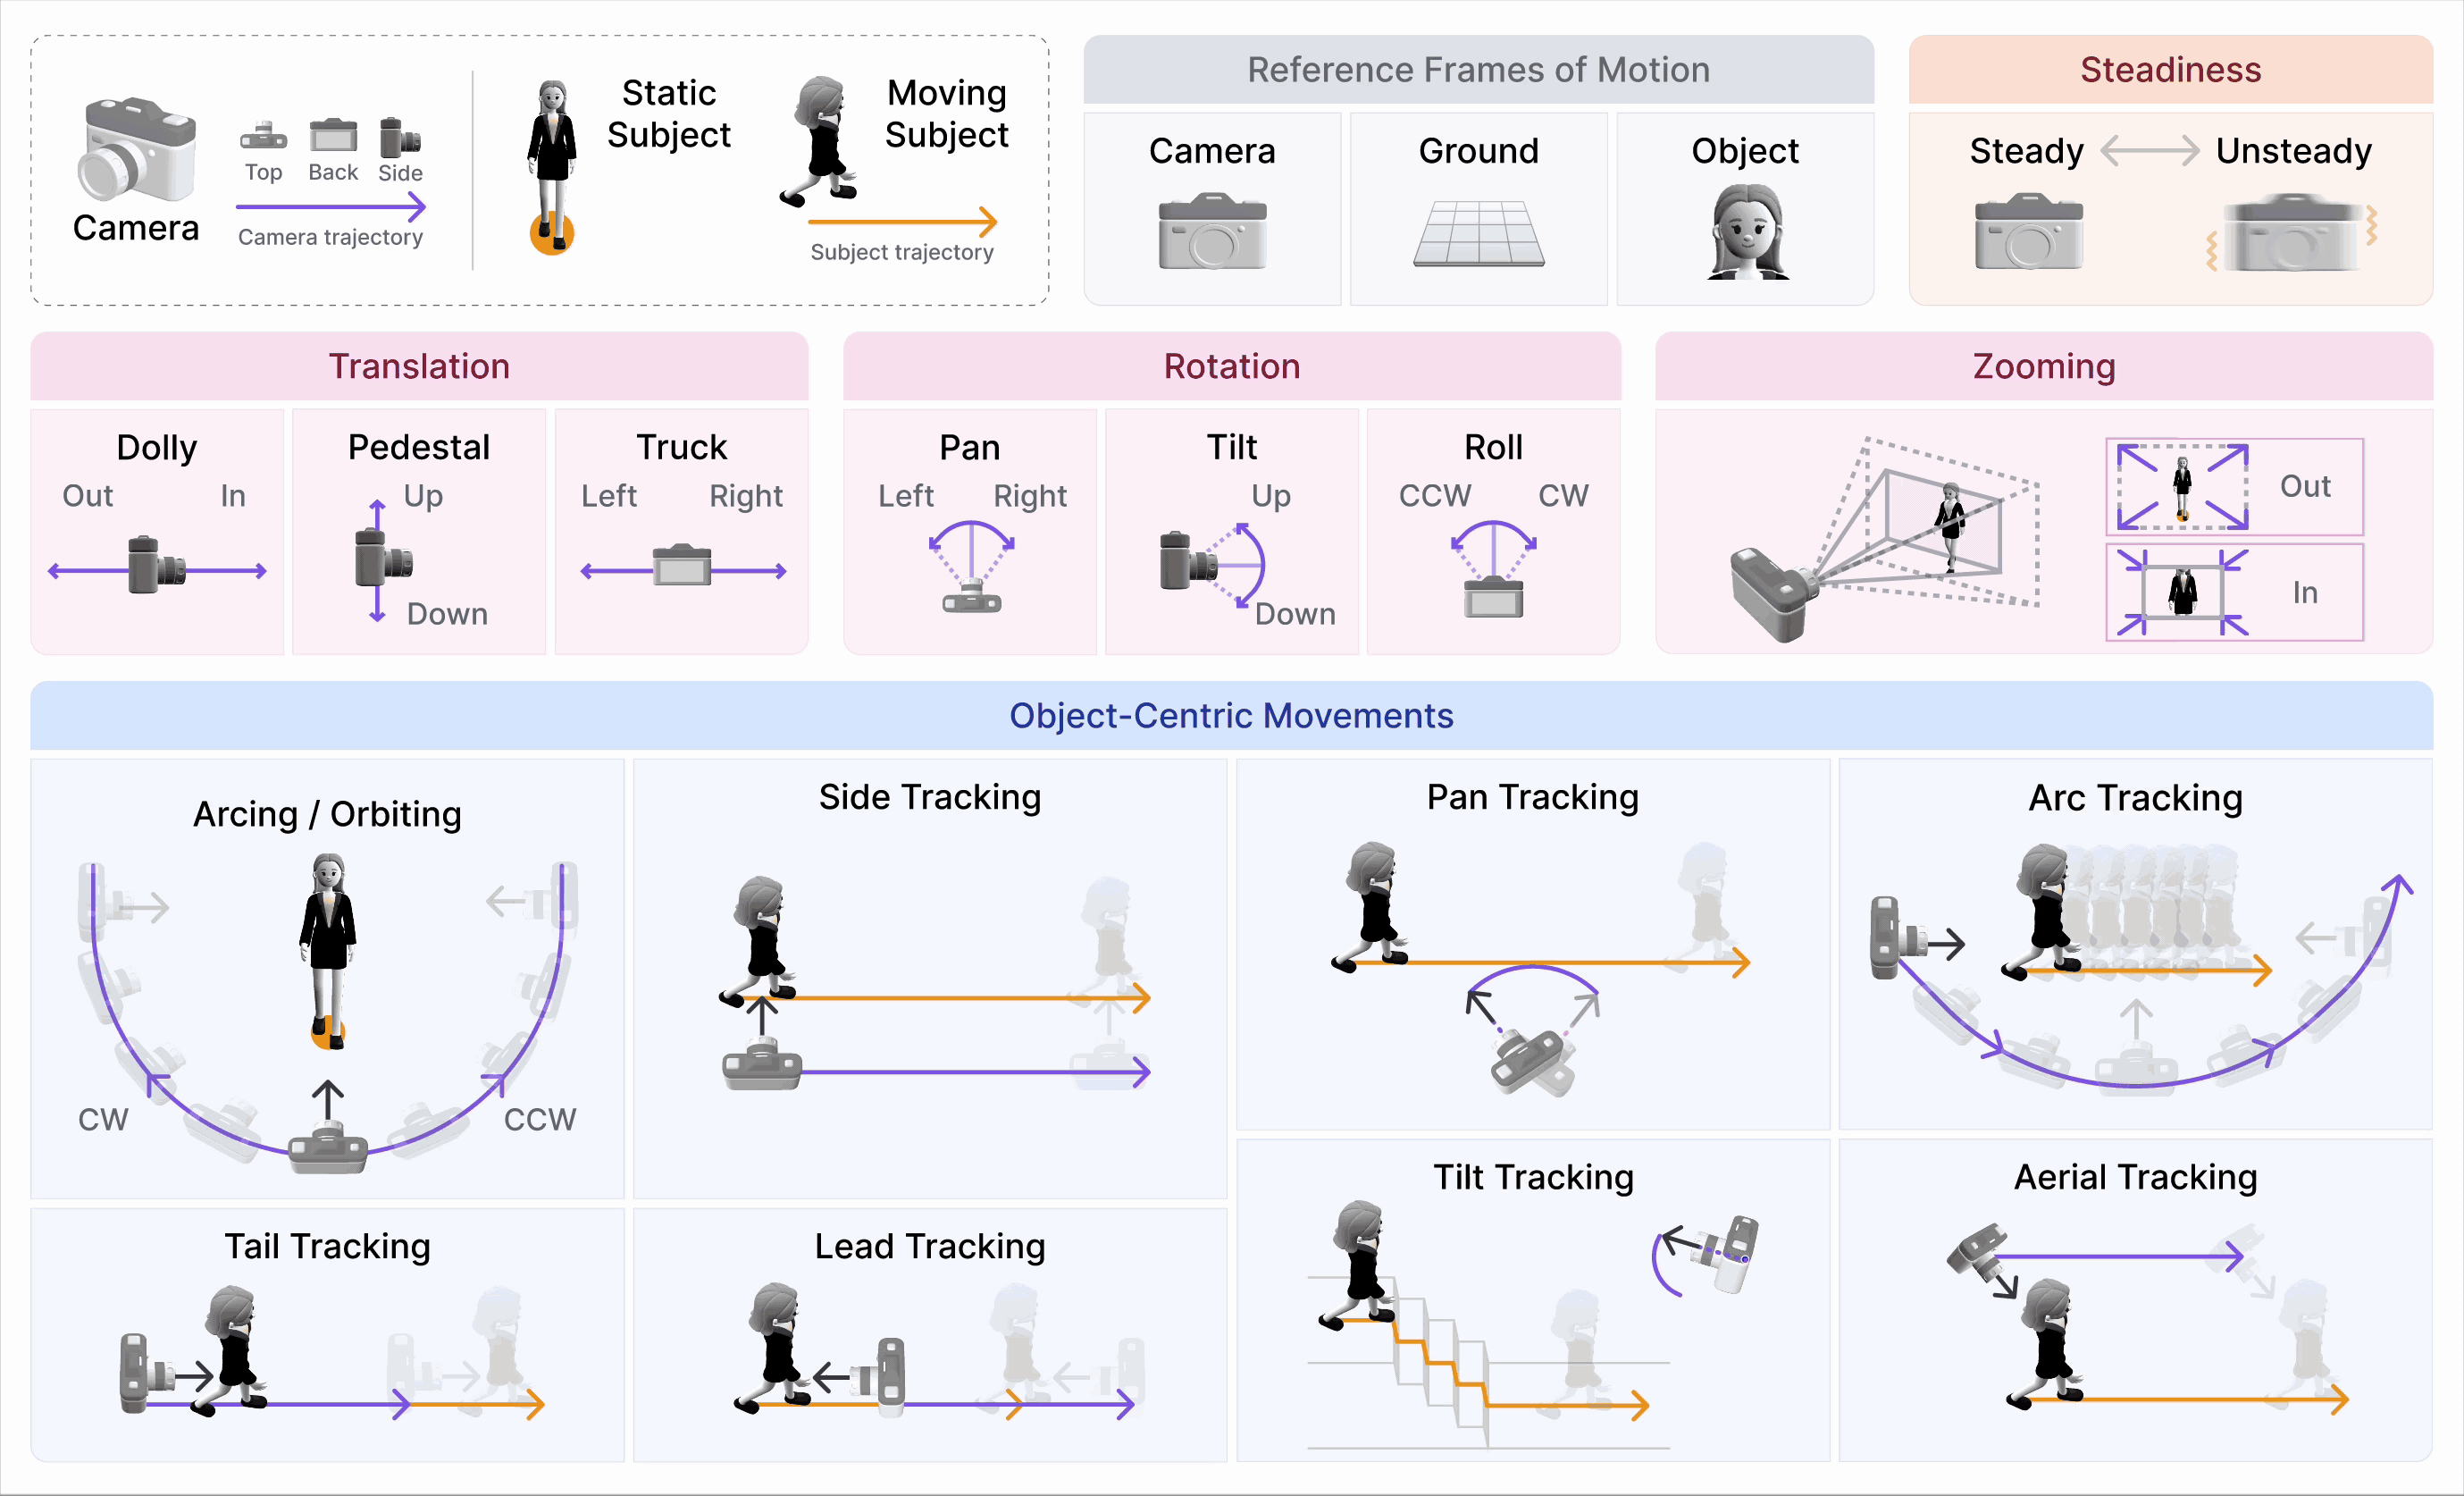 Camera
Top
Back
Side
Camera trajectory
Static
Subject
Moving
Subject
Subject trajectory
Reference Frames of Motion
Camera
Ground
Object
Steadiness
Steady
Unsteady
Translation
Dolly
Out
In
Pedestal
Up
Down
Truck
Left
Right
Rotation
Pan
Left
Right
Tilt
Up
Down
Roll
CCW
CW
Zooming
Out
In
Object-Centric Movements
Arcing / Orbiting
CW
CCW
Side Tracking
Pan Tracking
Arc Tracking
Tail Tracking
Lead Tracking
Tilt Tracking
Aerial Tracking